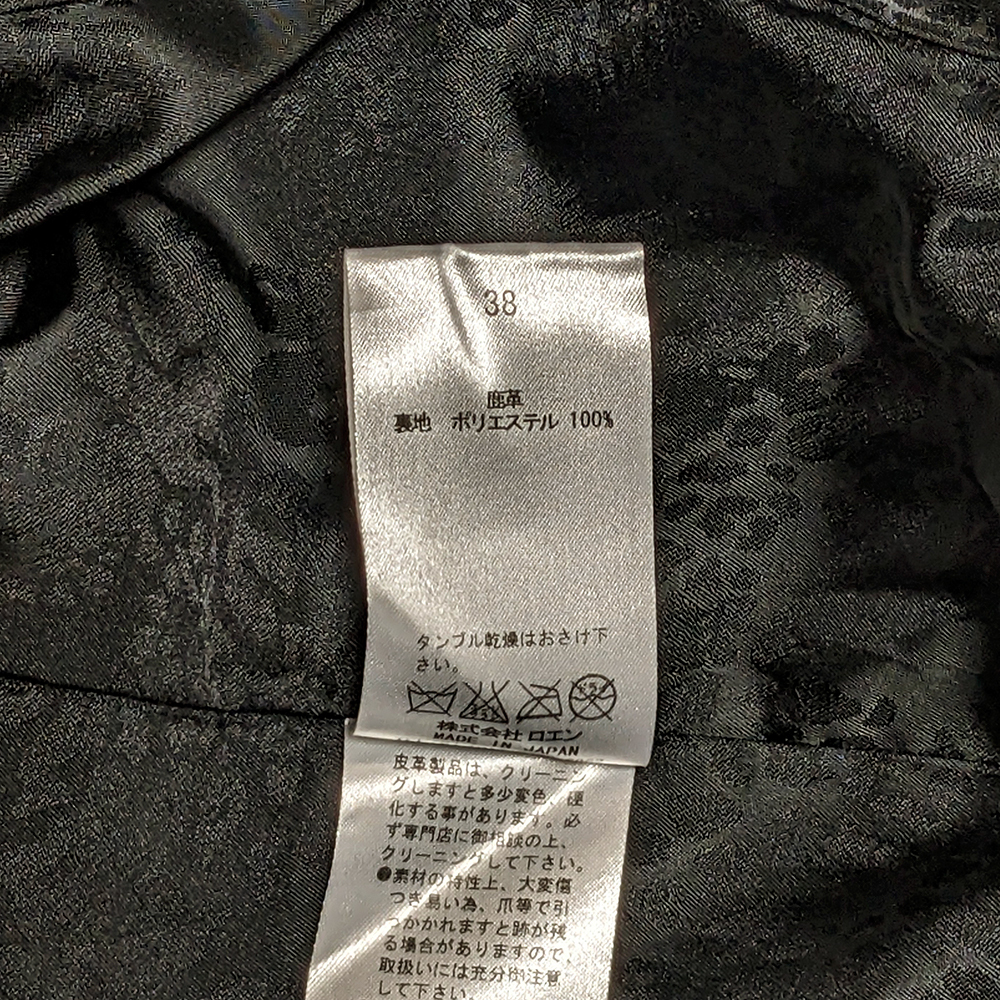 38
鹿革
裏地 ポリエステル 100%
タンブル乾燥はおさけ下
さい。
株式会社 ロエン
MADE IN JAPAN
皮革製品は、クリーニン
グしますと多少変色、硬
化する事があります。必
ず専門店に御相談の上、
クリーニングして下さい。
●素材の特性上、大変傷
つき易い為、爪等で引
っかかれますと跡が残
る場合がありますので、
取扱いには充分御注意
して下さい。